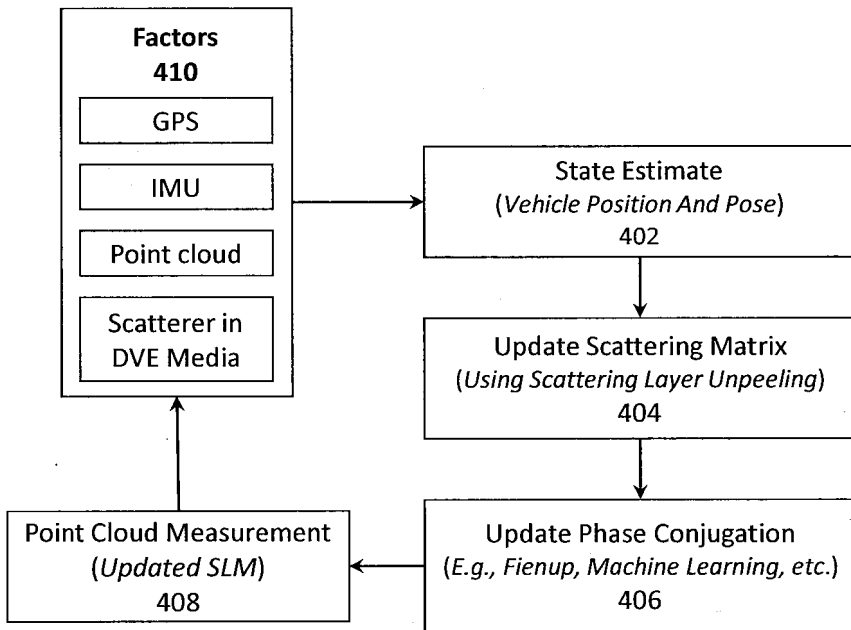 Factors
410
GPS
IMU
Point cloud
Scatterer in
DVE Media
State Estimate
(Vehicle Position And Pose)
402
Update Scattering Matrix
(Using Scattering Layer Unpeeling)
404
Update Phase Conjugation
(E.g., Fienup, Machine Learning, etc.)
406
Point Cloud Measurement
(Updated SLM)
408